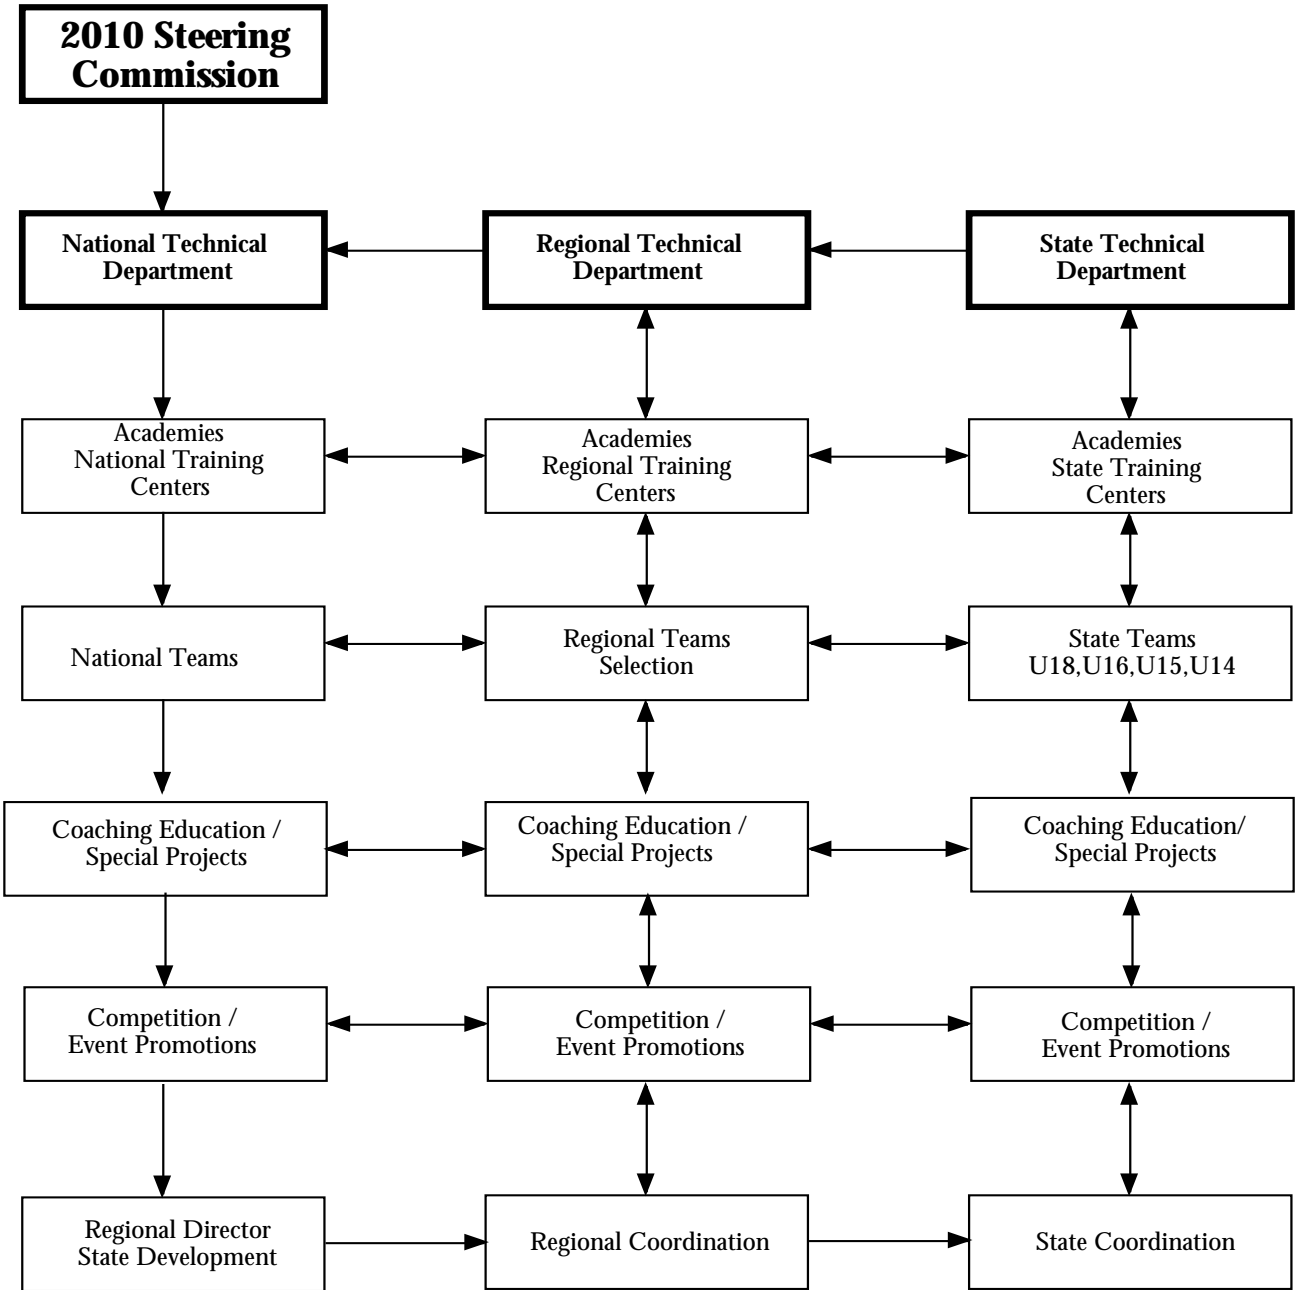 2010 Steering
Commission
National Technical
Department
Regional Technical
Department
State Technical
Department
Academies
National Training
Centers
Academies
Regional Training
Centers
Academies
State Training
Centers
National Teams
Regional Teams
Selection
State Teams
U18,U16,U15,U14
Coaching Education /
Special Projects
Coaching Education /
Special Projects
Coaching Education/
Special Projects
Competition /
Event Promotions
Competition /
Event Promotions
Competition /
Event Promotions
Regional Director
State Development
Regional Coordination
State Coordination